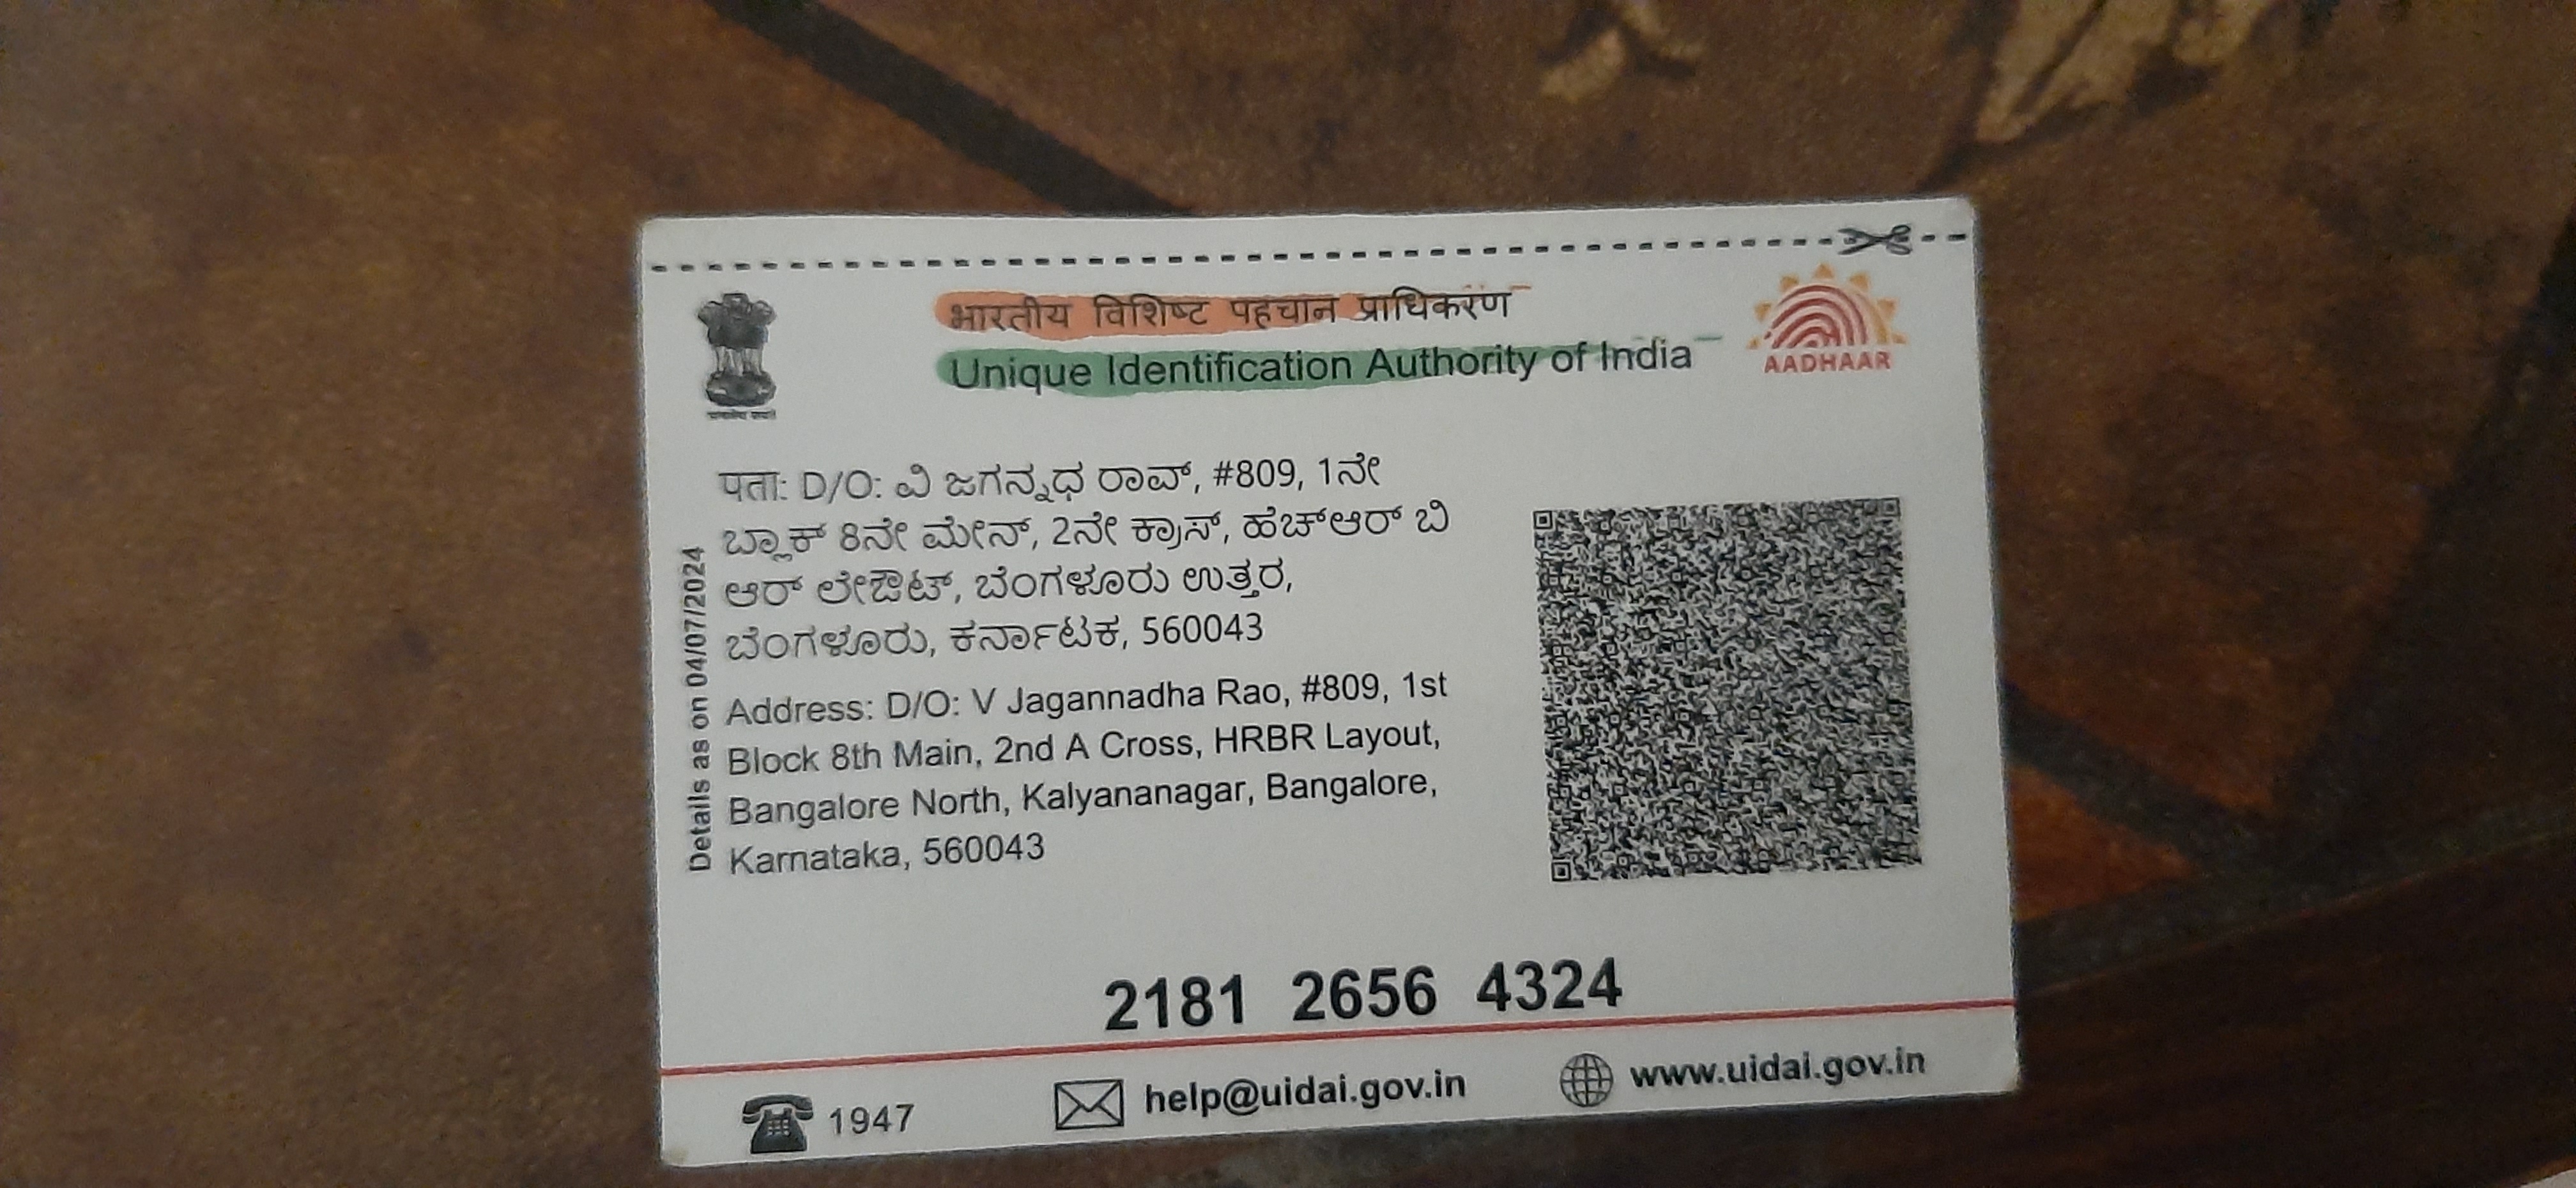 भारतीय विशिष्ट पहचान प्राधिकरण
Unique Identification Authority of India
AADHAAR
Details as on 04/07/2024
पता: D/O: ವಿ ಜಗನ್ನಧ ರಾವ್, #809, 1ನೇ
ಬ್ಲಾಕ್ 8ನೇ ಮೇನ್, 2ನೇ ಕ್ರಾಸ್, ಹೆಚ್ಆರ್ ಬಿ
ಆರ್ ಲೇಔಟ್, ಬೆಂಗಳೂರು ಉತ್ತರ,
ಬೆಂಗಳೂರು, ಕರ್ನಾಟಕ, 560043
Address: D/O: V Jagannadha Rao, #809, 1st
Block 8th Main, 2nd A Cross, HRBR Layout,
Bangalore North, Kalyananagar, Bangalore,
Karnataka, 560043
2181 2656 4324
1947 help@uidai.gov.in www.uidai.gov.in